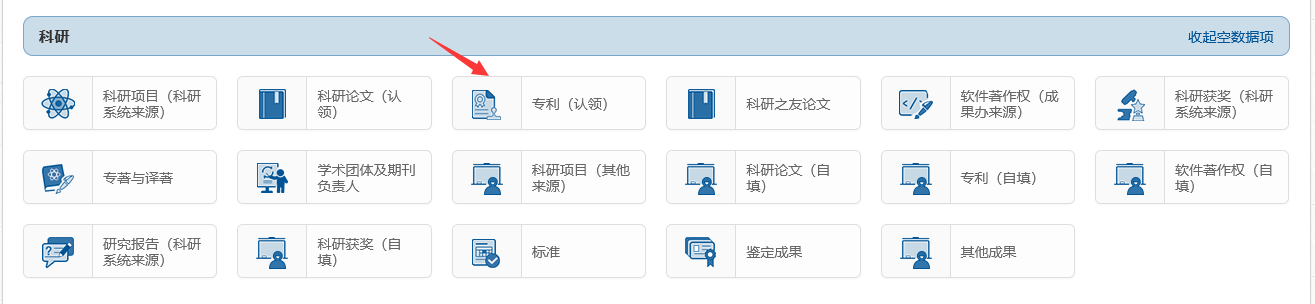 科研
收起空数据项
科研项目（科研
系统来源）
科研论文（认
领）
专利（认领）
科研之友论文
软件著作权（成
果办来源）
科研获奖（科研
系统来源）
专著与译著
学术团体及期刊
负责人
科研项目（其他
来源）
科研论文（自
填）
专利（自填）
软件著作权（自
填）
研究报告（科研
系统来源）
科研获奖（自
填）
标准
鉴定成果
其他成果